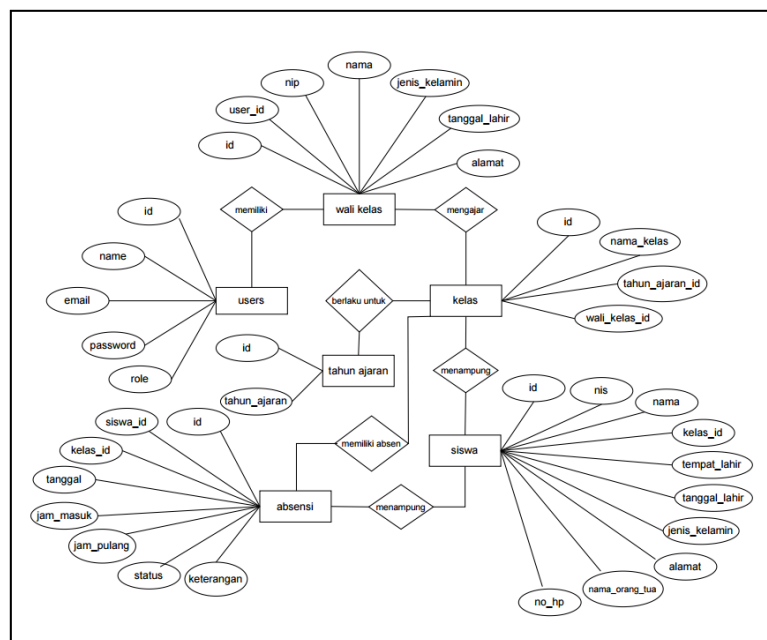 nama
nip
jenis_kelamin
user_id
tanggal_lahir
id
alamat
memiliki
wali kelas
mengajar
id
id
name
nama_kelas
email
users
berlaku untuk
kelas
tahun_ajaran_id
wali_kelas_id
password
role
id
tahun ajaran
tahun_ajaran
menampung
id
nis
nama
siswa_id
id
kelas_id
kelas_id
memiliki absen
siswa
tempat_lahir
tanggal
tanggal_lahir
jam_masuk
absensi
menampung
jenis_kelamin
jam_pulang
alamat
status
keterangan
nama_orang_tua
no_hp